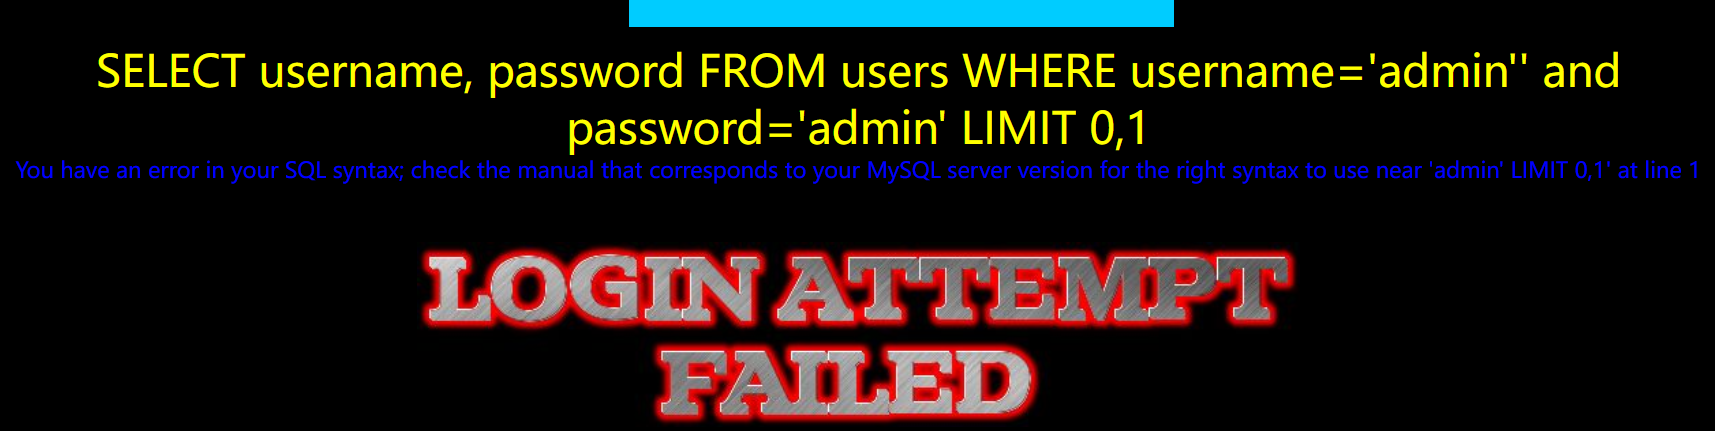 SELECT username, password FROM users WHERE username='admin'' and
password='admin' LIMIT 0,1
You have an error in your SQL syntax; check the manual that corresponds to your MySQL server version for the right syntax to use near 'admin' LIMIT 0,1' at line 1
LOGIN ATTEMPT
FAILED